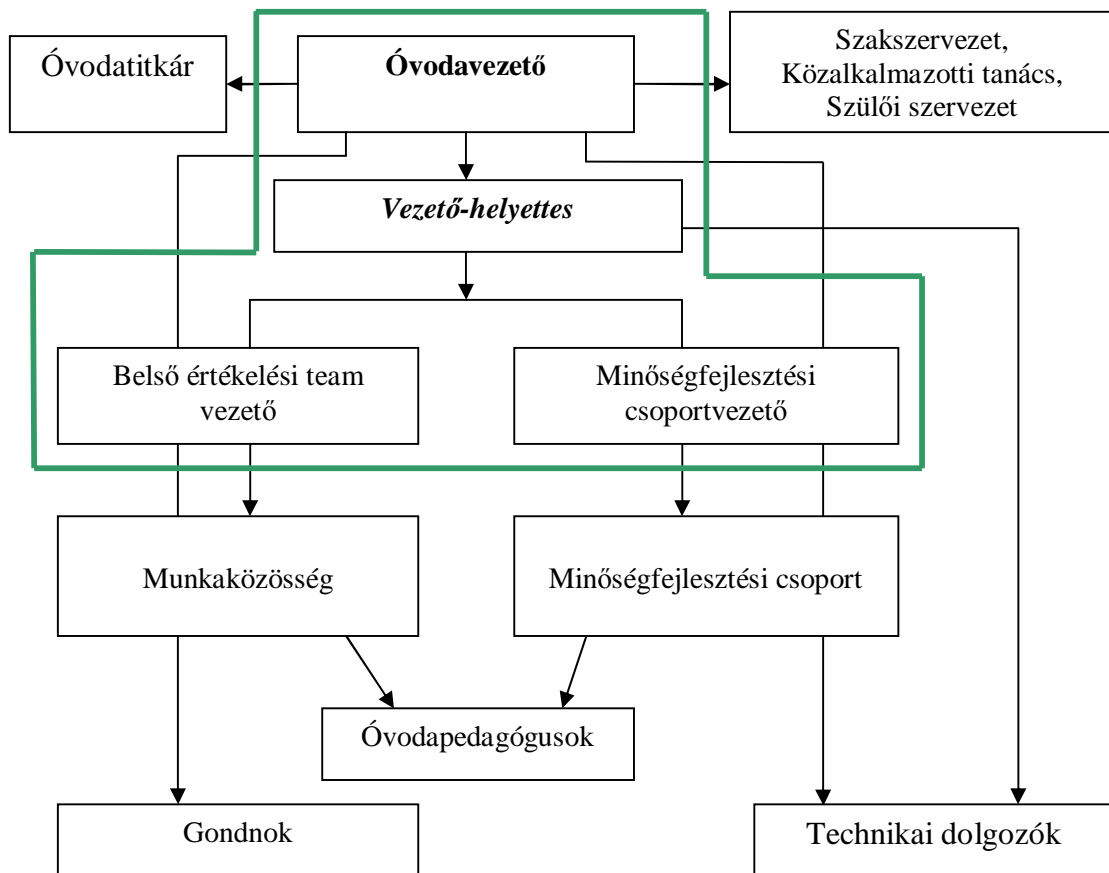 Óvodatitkár
Óvodavezető
Szakszervezet,
Közalkalmazotti tanács,
Szülői szervezet
Vezető-helyettes
Belső értékelési team
vezető
Minőségfejlesztési
csoportvezető
Munkaközösség
Minőségfejlesztési csoport
Óvodapedagógusok
Gondnok
Technikai dolgozók